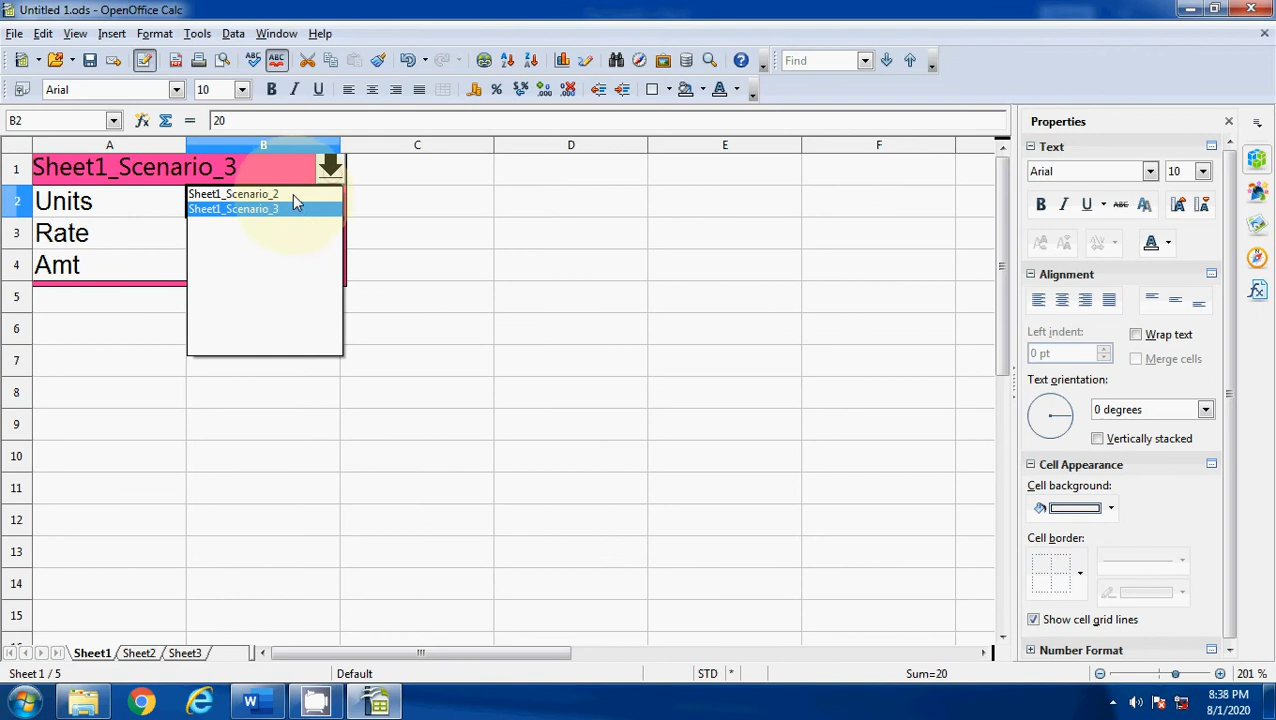 Untitled 1.ods - OpenOffice Calc
File Edit View Insert Format Tools Data Window Help
Find
Arial 10
B2 20
Properties
A B C D E F
Text
1 Sheet1_Scenario_3
Arial 10
Sheet1_Scenario_2
2 Units
Sheet1_Scenario_3
3 Rate
4 Amt
Alignment
5
6
Left indent:
Wrap text
7
0 pt
Merge cells
Text orientation:
8
0 degrees
9
Vertically stacked
10
Cell Appearance
11
Cell background:
12
Cell border:
13
14
15
Show cell grid lines
Sheet1 Sheet2 Sheet3
Number Format
Sheet 1 / 5 Default STD * Sum=20 201 %
8:38 PM
8/1/2020